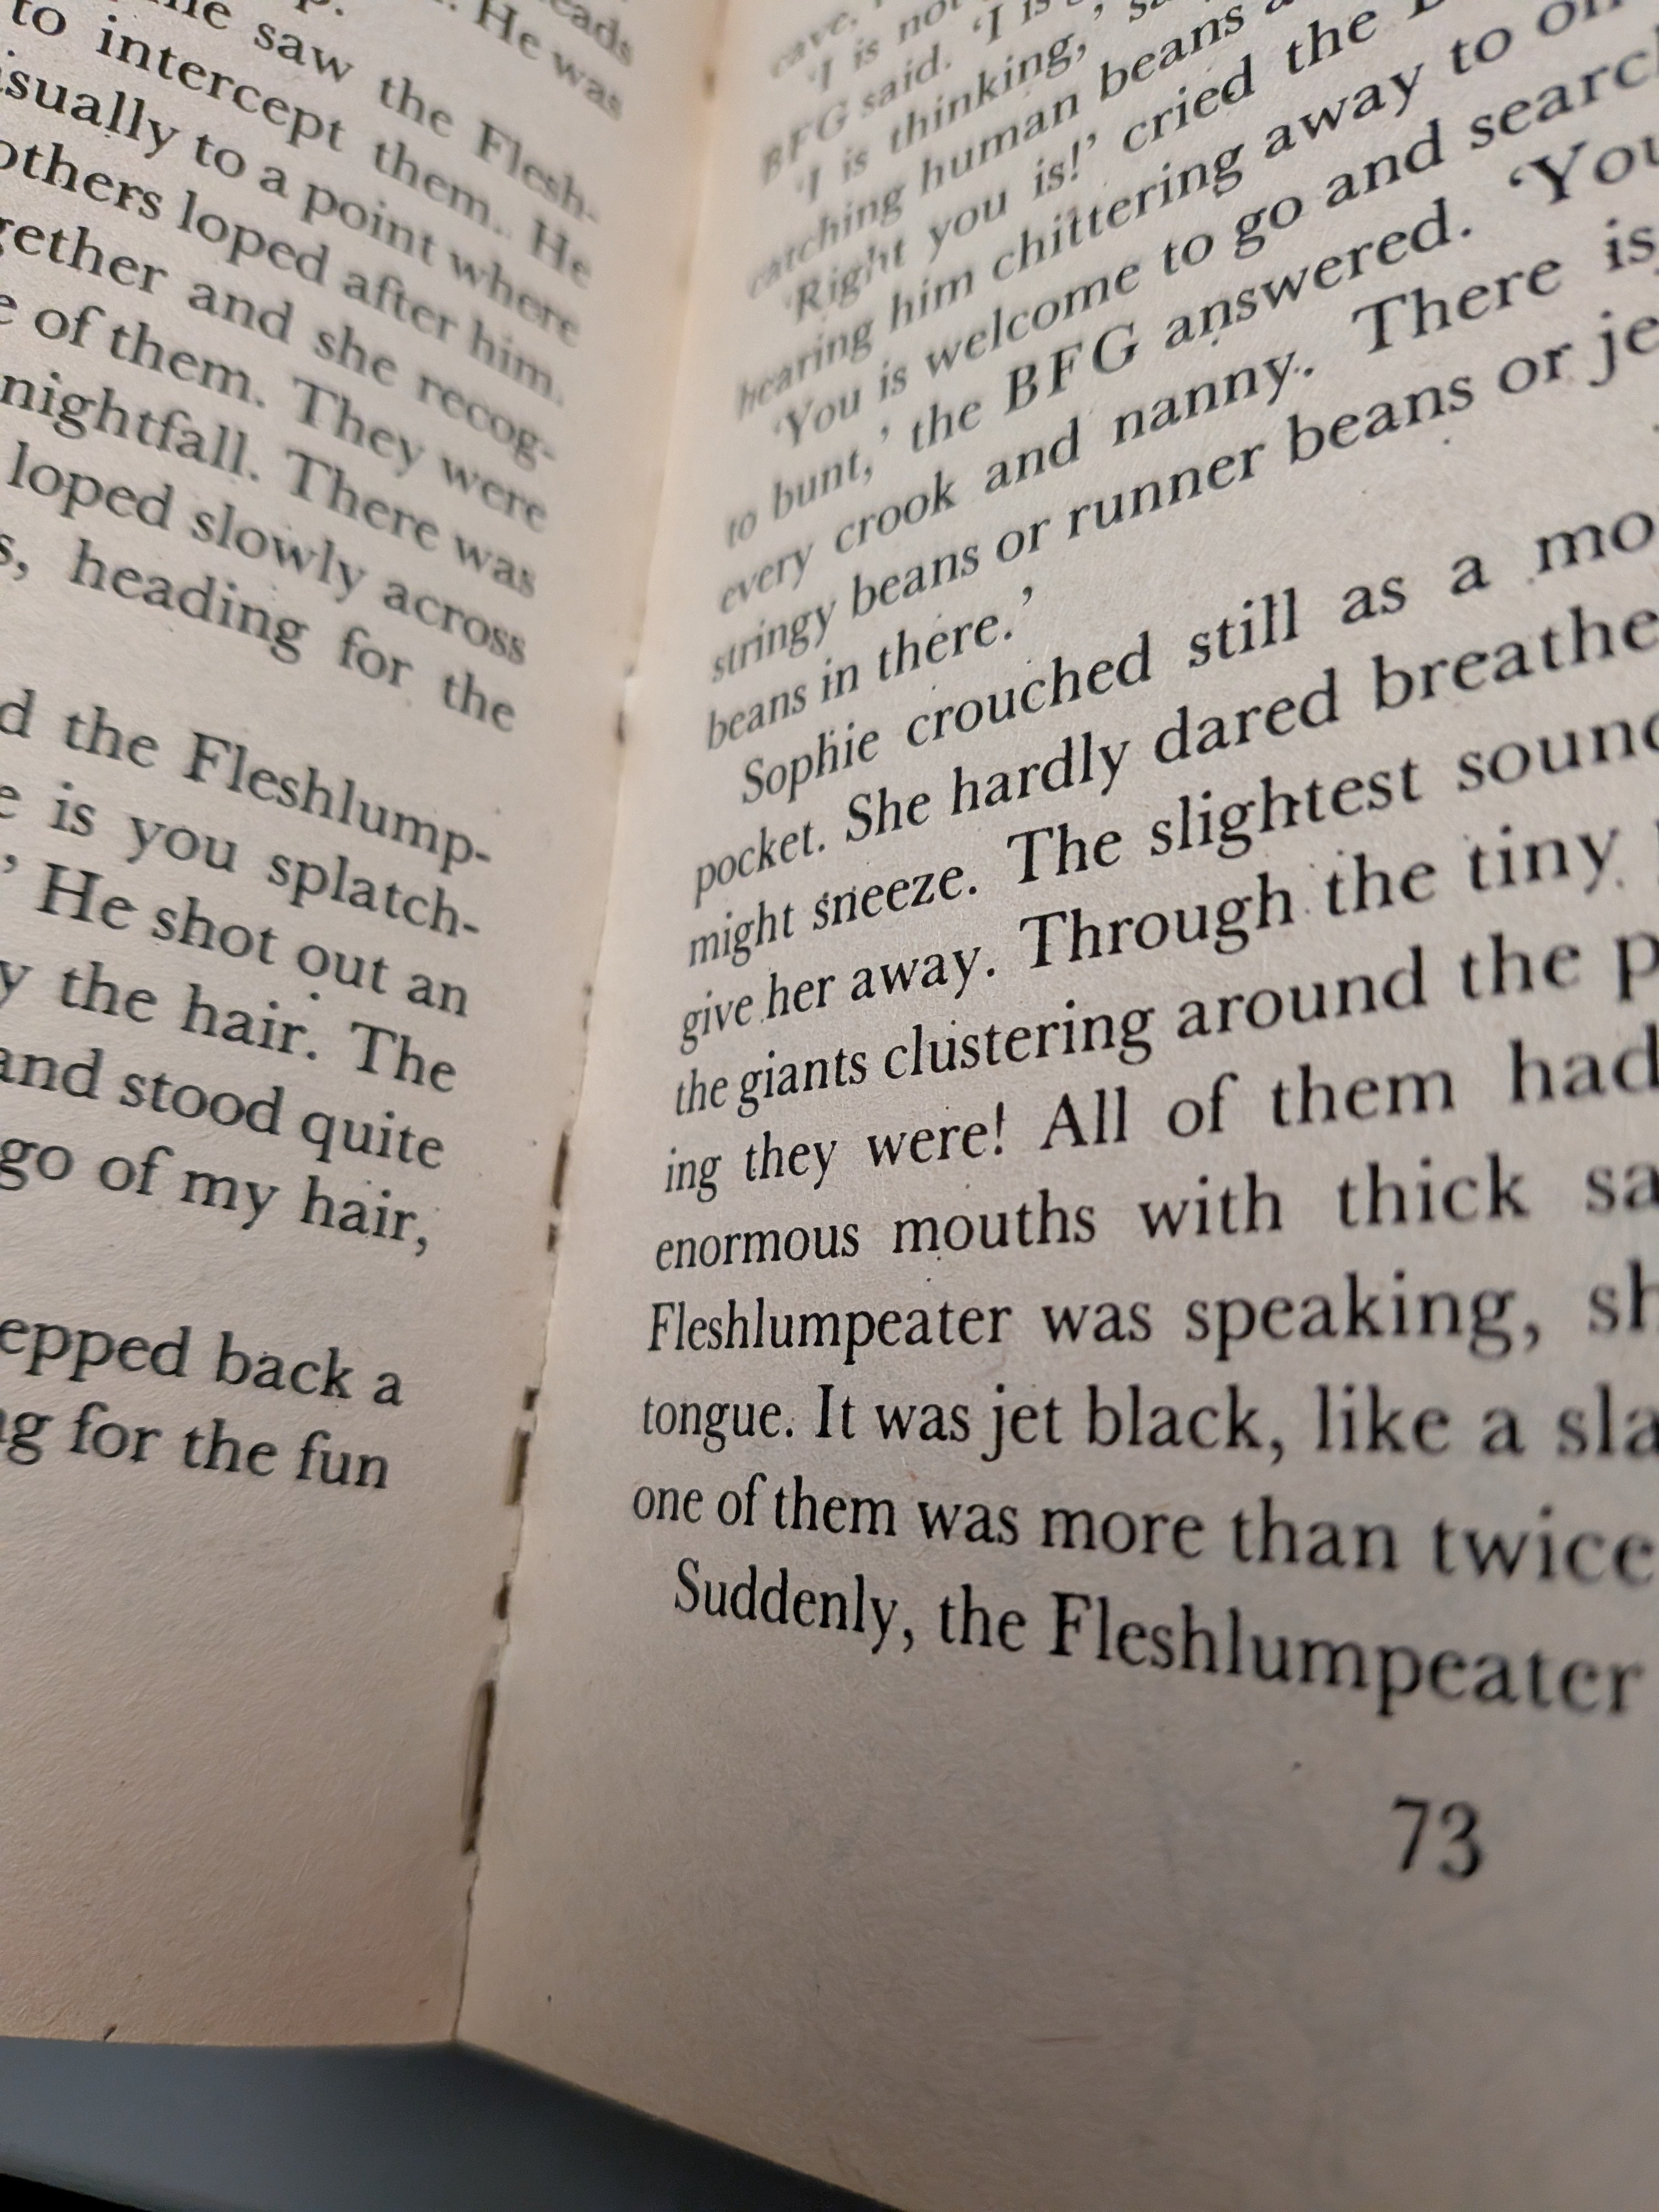 eads
. He was
he saw the Flesh-
to intercept them. He
isually to a point where
others loped after him.
gether and she recog-
e of them. They were
nightfall. There was
loped slowly across
s, heading for the
d the Fleshlump-
e is you splatch-
' He shot out an
y the hair. The
and stood quite
go of my hair,
epped back a
ng for the fun
cave.
'I is not
BFG said. 'I is
'I is thinking,' sa
catching human beans a
'Right you is!' cried the B
hearing him chittering away to
'You is welcome to go and search
to bunt,' the BFG answered. 'You
every crook and nanny. There is
stringy beans or runner beans or je
beans in there.'
Sophie crouched still as a mo
pocket. She hardly dared breathe
might sneeze. The slightest sound
give her away. Through the tiny
the giants clustering around the p
ing they were! All of them had
enormous mouths with thick sa
Fleshlumpeater was speaking, sh
tongue. It was jet black, like a sla
one of them was more than twice
Suddenly, the Fleshlumpeater
73